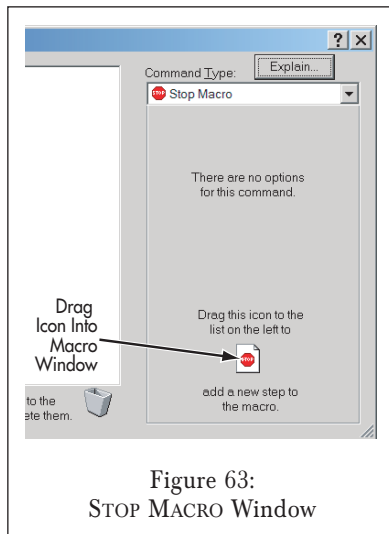 ? ×
Command Type:
Explain...
Stop Macro
There are no options
for this command.
Drag
Icon Into
Macro
Window
Drag this icon to the
list on the left to
STOP
add a new step to
the macro.
to the
ete them.
Figure 63:
STOP MACRO Window